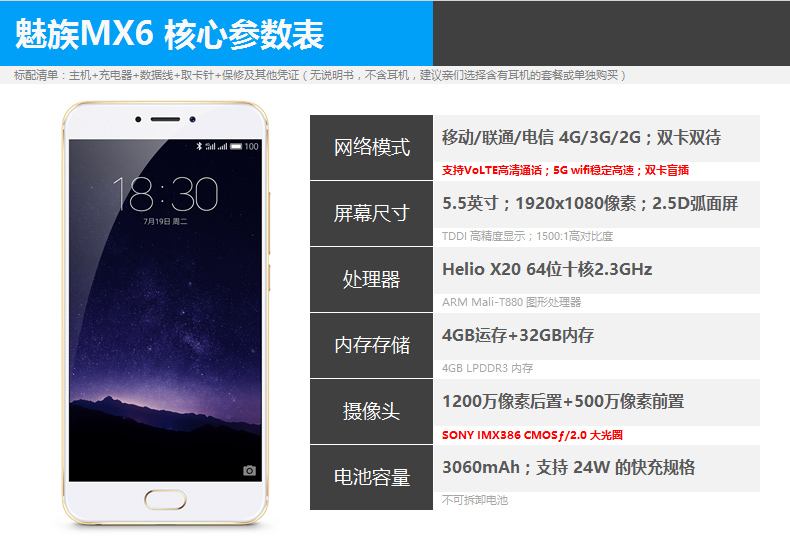 魅族MX6 核心参数表
标配清单：主机+充电器+数据线+取卡针+保修及其他凭证（无说明书，不含耳机，建议亲们选择含有耳机的套餐或单独购买）
4G 100
18:30
7月19日 周二
网络模式
移动/联通/电信 4G/3G/2G；双卡双待
支持VoLTE高清通话；5G wifi稳定高速；双卡盲插
屏幕尺寸
5.5英寸；1920x1080像素；2.5D弧面屏
TDDI 高精度显示；1500:1高对比度
处理器
Helio X20 64位十核2.3GHz
ARM Mali-T880 图形处理器
内存存储
4GB运存+32GB内存
4GB LPDDR3 内存
摄像头
1200万像素后置+500万像素前置
SONY IMX386 CMOSƒ/2.0 大光圈
电池容量
3060mAh；支持 24W 的快充规格
不可拆卸电池